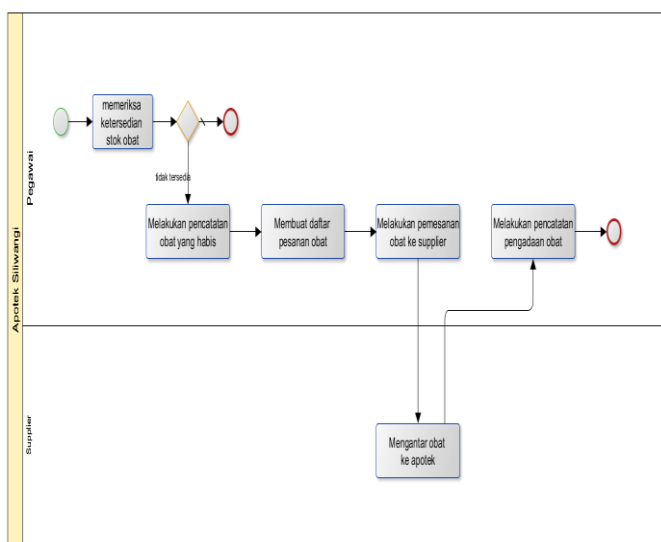 Apotek Siliwangi
Pegawai
memeriksa
ketersedian
stok obat
tidak tersedia
Melakukan pencatatan
obat yang habis
Membuat daftar
pesanan obat
Melakukan pemesanan
obat ke supplier
Melakukan pencatatan
pengadaan obat
Supplier
Mengantar obat
ke apotek